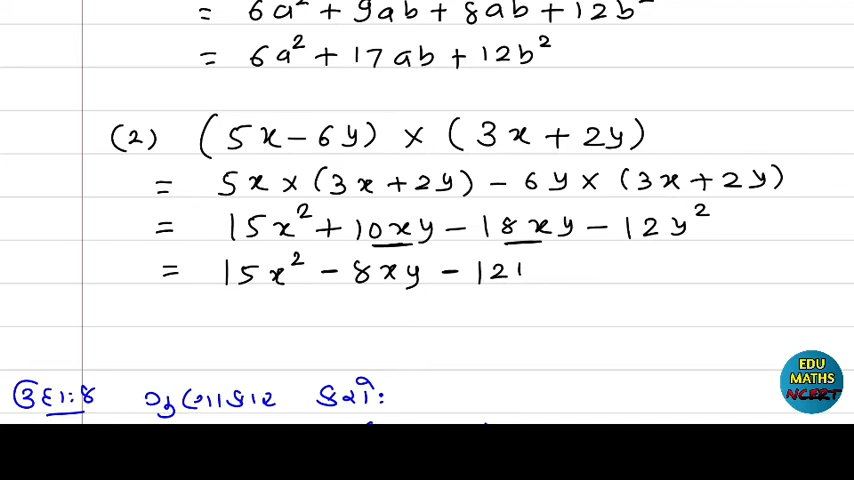 = 6a² + 9ab + 8ab + 12b²
= 6a² + 17ab + 12b²
(2) (5x − 6y) × (3x + 2y)
= 5x × (3x + 2y) − 6y × (3x + 2y)
= 15x² + 10xy − 18xy − 12y²
= 15x² − 8xy − 12
EDU
MATHS
NCERT
ઉદા:૪ ગુણાકાર કરો: